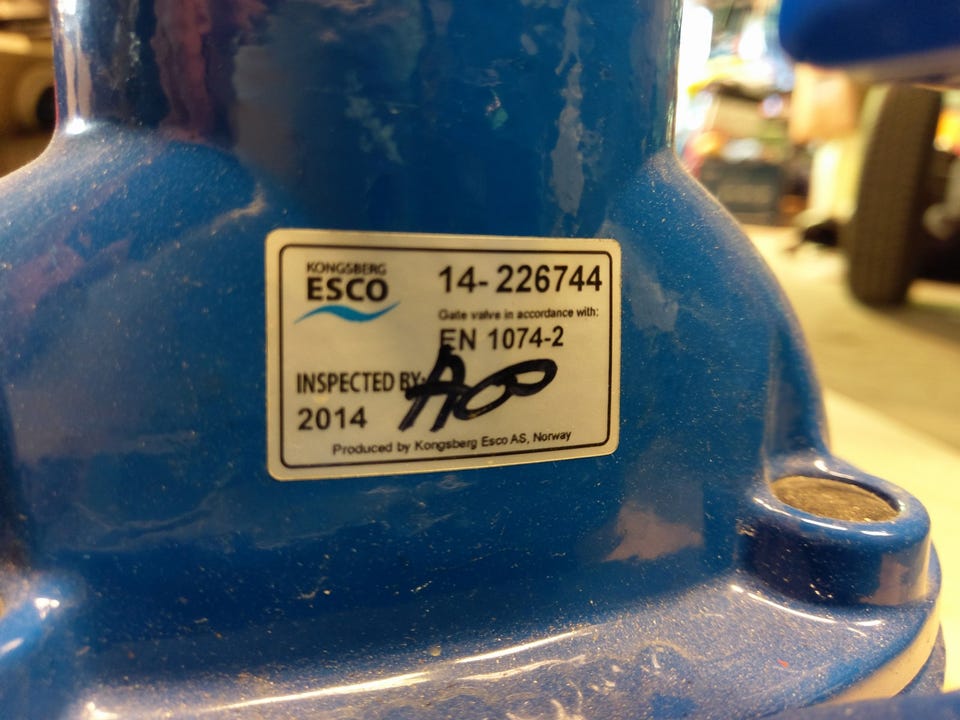 KONGSBERG
ESCO
14- 226744
Gate valve in accordance with:
EN 1074-2
INSPECTED BY:
2014
Produced by Kongsberg Esco AS, Norway